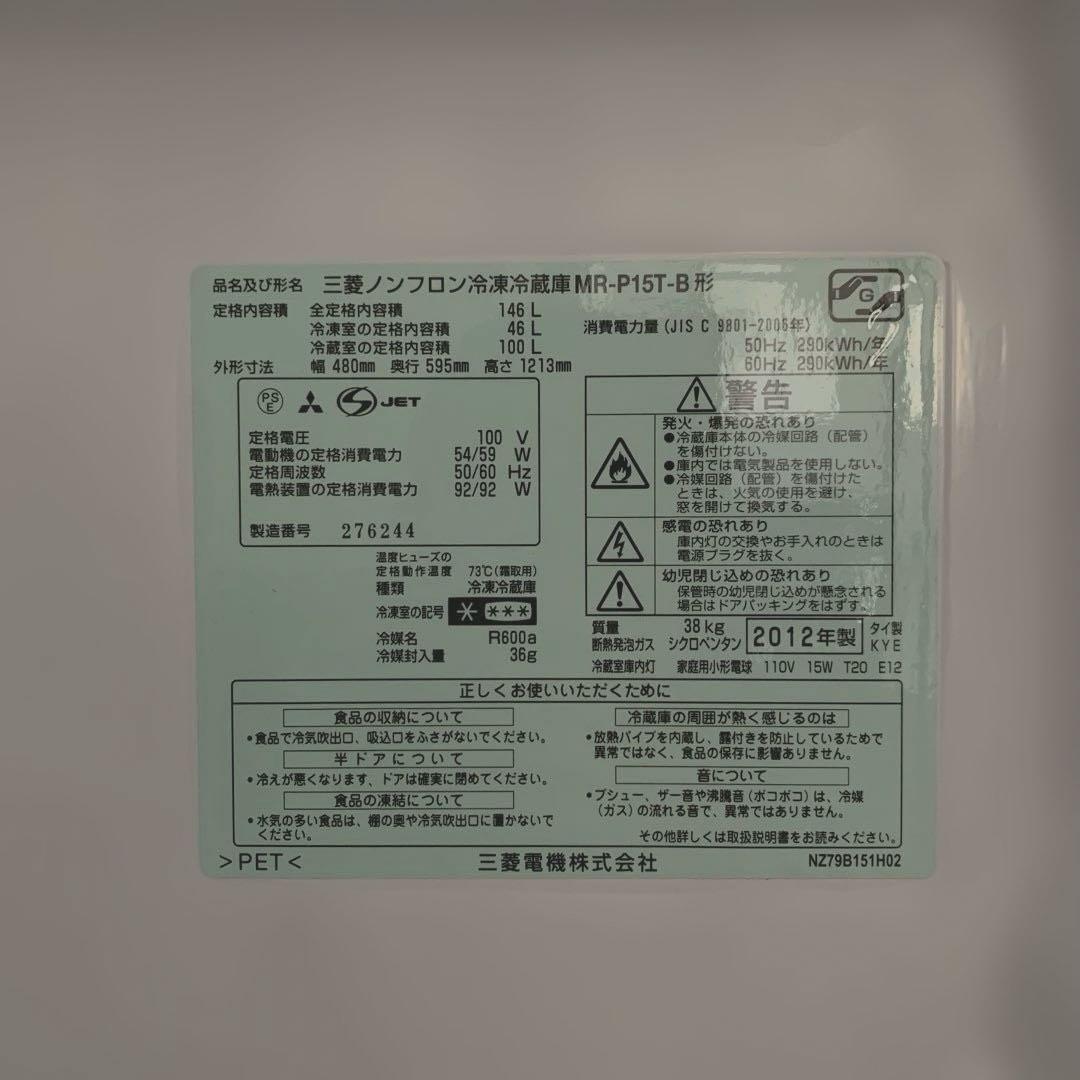 品名及び形名 三菱ノンフロン冷凍冷蔵庫 MR-P15T-B 形
定格内容積 全定格内容積 146 L
冷凍室の定格内容積 46 L
冷蔵室の定格内容積 100 L
外形寸法 幅 480mm 奥行 595mm 高さ 1213mm
G
消費電力量 (JIS C 9801-2006年)
50Hz 290kWh/年
60Hz 290kWh/年
PSE JET
定格電圧 100 V
電動機の定格消費電力 54/59 W
定格周波数 50/60 Hz
電熱装置の定格消費電力 92/92 W
製造番号 276244
温度ヒューズの
定格動作温度 73℃(霜取用)
種類 冷凍冷蔵庫
冷凍室の記号 * ***
冷媒名 R600a
冷媒封入量 36g
警告
発火・爆発の恐れあり
●冷蔵庫本体の冷媒回路(配管)
を傷付けない。
●庫内では電気製品を使用しない。
●冷媒回路(配管)を傷付けた
ときは、火気の使用を避け、
窓を開けて換気する。
感電の恐れあり
庫内灯の交換やお手入れのときは
電源プラグを抜く。
幼児閉じ込めの恐れあり
保管時の幼児閉じ込めが懸念される
場合はドアパッキングをはずす。
質量 38kg
断熱発泡ガス シクロペンタン
2012年製
タイ製
KYE
冷蔵室庫内灯 家庭用小形電球 110V 15W T20 E12
正しくお使いいただくために
食品の収納について
•食品で冷気吹出口、吸込口をふさがないでください。
半ドアについて
•冷えが悪くなります、ドアは確実に閉めてください。
食品の凍結について
•水気の多い食品は、棚の奥や冷気吹出口に置かないで
ください。
冷蔵庫の周囲が熱く感じるのは
•放熱パイプを内蔵し、露付きを防止しているためで
異常ではなく、食品の保存に影響ありません。
音について
•プシュー、ザー音や沸騰音(ポコポコ)は、冷媒
(ガス)の流れる音で、異常ではありません。
その他詳しくは取扱説明書をお読みください。
>PET<
三菱電機株式会社
NZ79B151H02